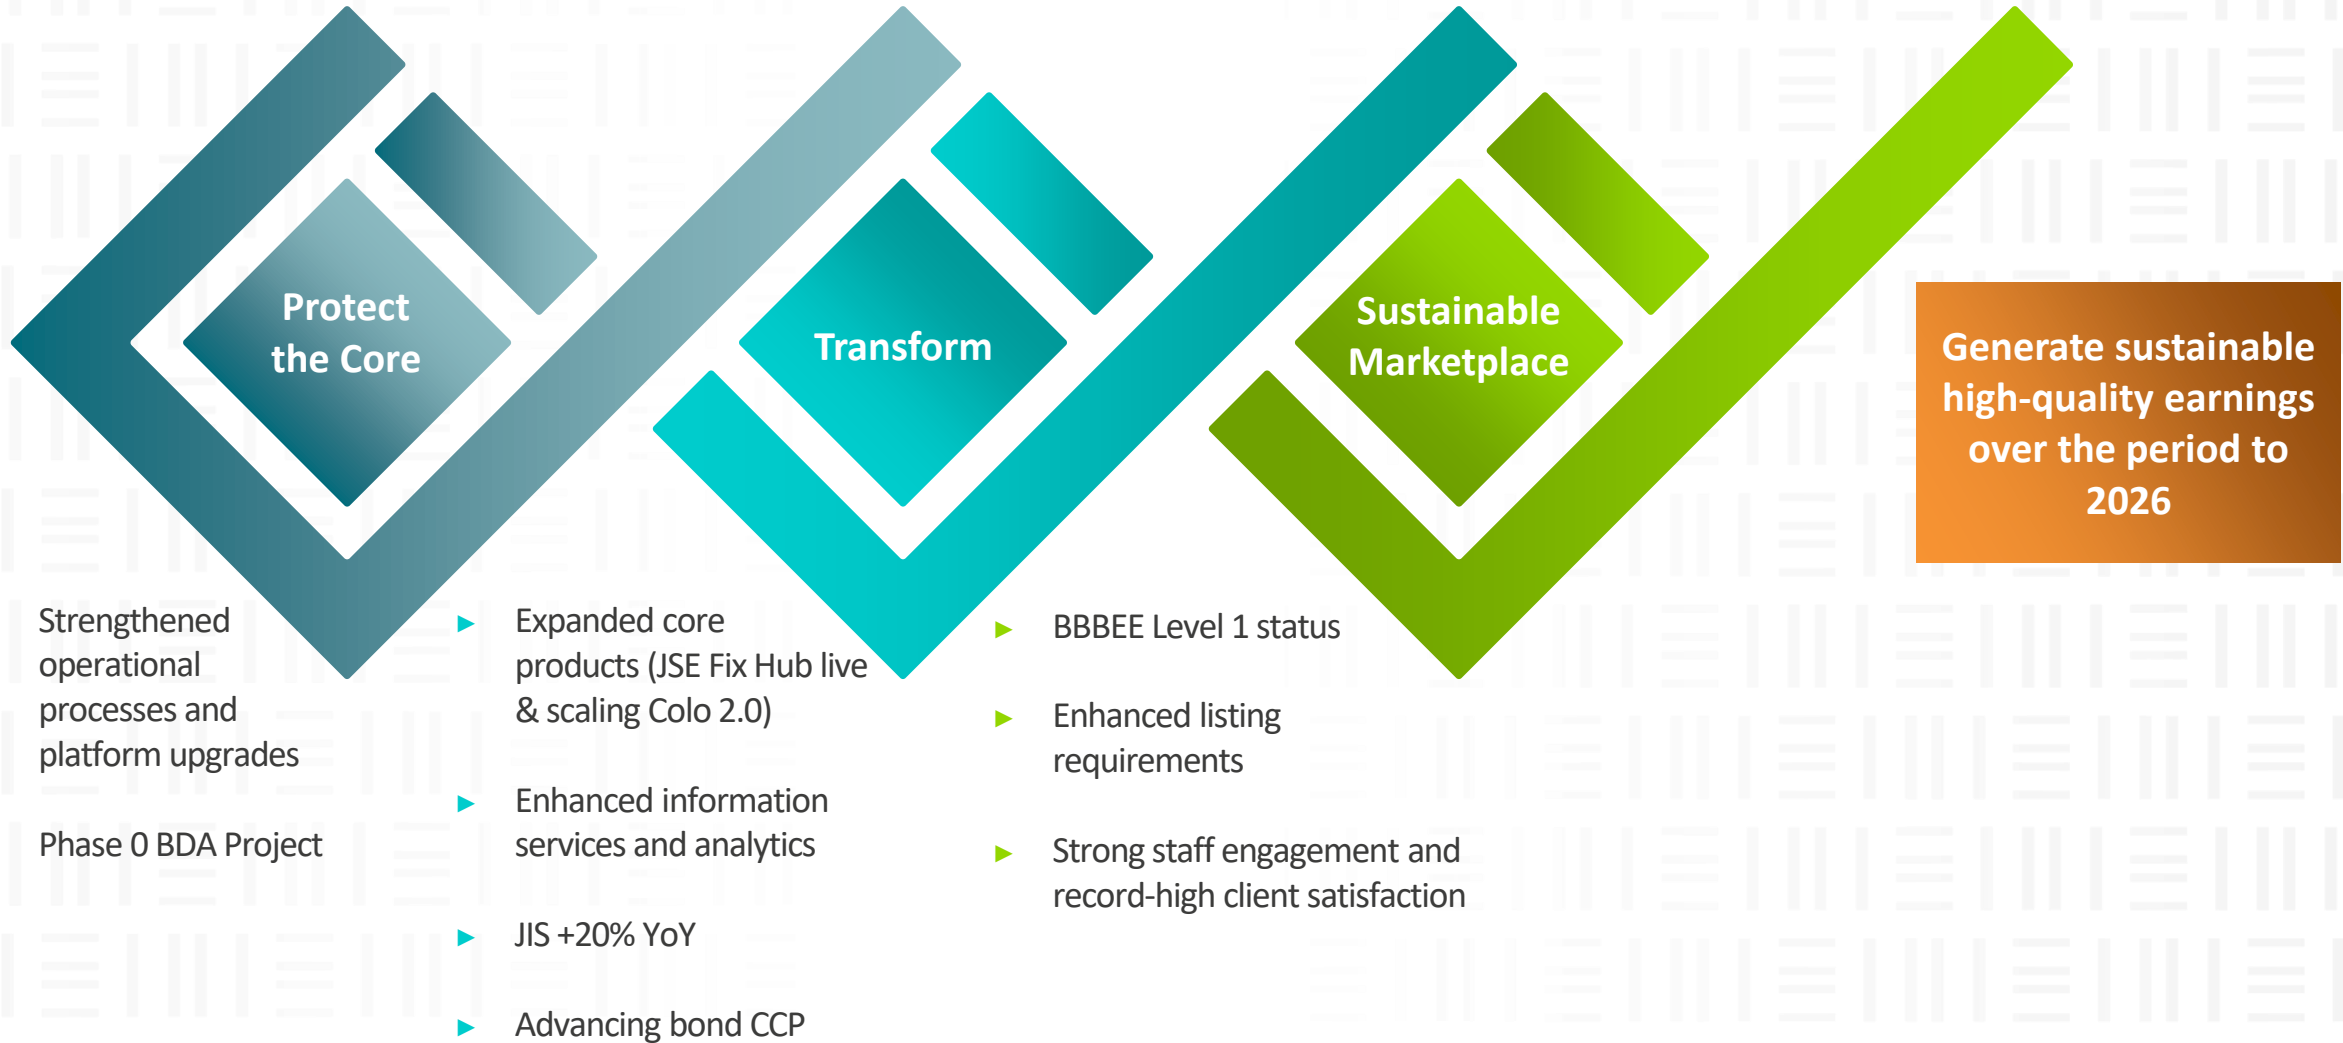 Protect
the Core
Transform
Sustainable
Marketplace
Generate sustainable
high-quality earnings
over the period to
2026
Strengthened
operational
processes and
platform upgrades
Phase 0 BDA Project
► Expanded core
products (JSE Fix Hub live
& scaling Colo 2.0)
► Enhanced information
services and analytics
► JIS +20% YoY
► Advancing bond CCP
► BBBEE Level 1 status
► Enhanced listing
requirements
► Strong staff engagement and
record-high client satisfaction